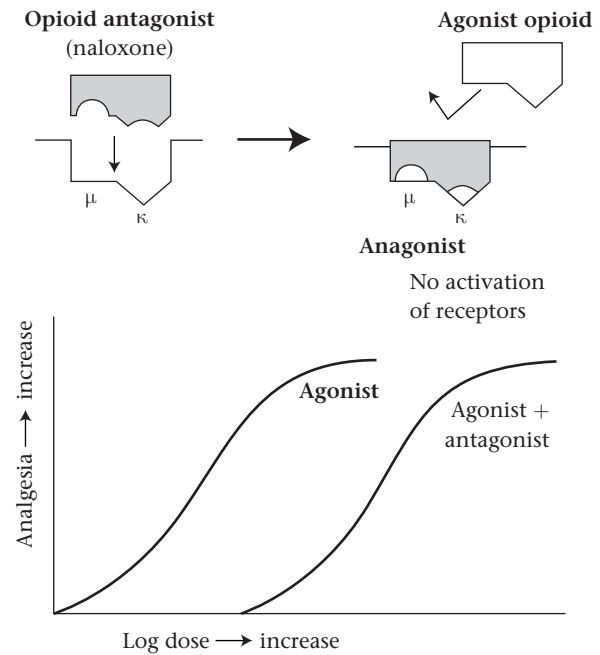 Opioid antagonist
(naloxone)
Agonist opioid
μ
κ
μ
κ
Anagonist
No activation
of receptors
Analgesia → increase
Agonist
Agonist +
antagonist
Log dose → increase